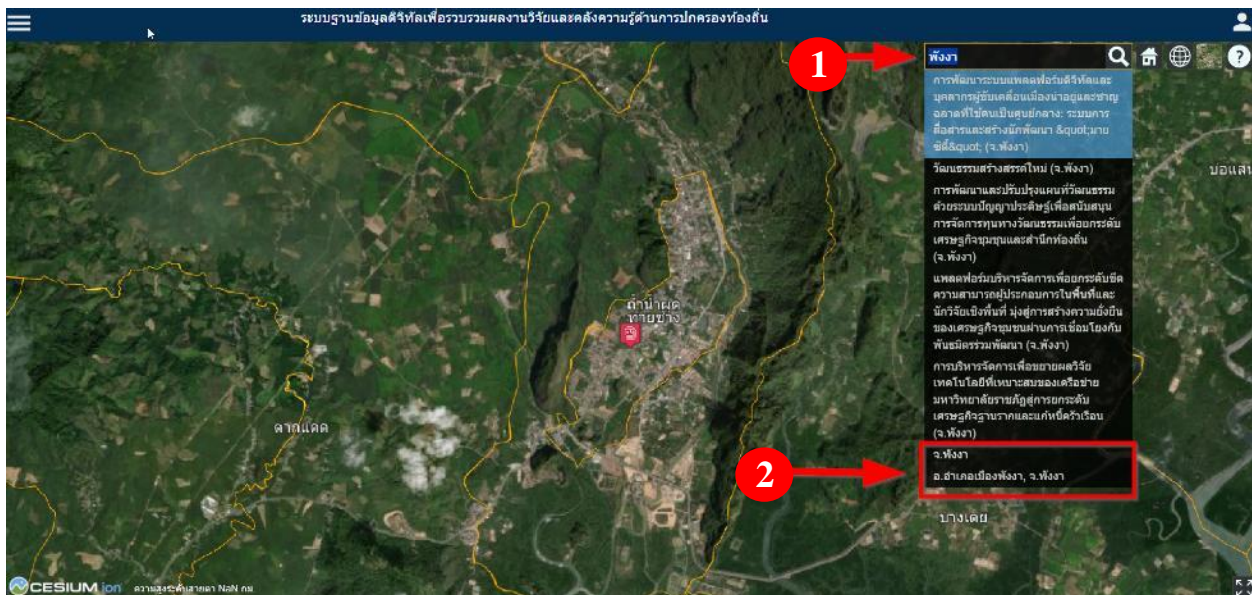 ระบบฐานข้อมูลดิจิทัลเพื่อรวบรวมผลงานวิจัยและคลังความรู้ด้านการปกครองท้องถิ่น
1
พังงา
การพัฒนาระบบแพลตฟอร์มดิจิทัลและ
บุคลากรผู้ขับเคลื่อนเมืองน่าอยู่และชาญ
ฉลาดที่ใช้คนเป็นศูนย์กลาง: ระบบการ
สื่อสารและสร้างนักพัฒนา &quot;มาย
ซิตี้&quot; (จ.พังงา)
วัฒนธรรมสร้างสรรค์ใหม่ (จ.พังงา)
การพัฒนาและปรับปรุงแผนที่วัฒนธรรม
ด้วยระบบปัญญาประดิษฐ์เพื่อสนับสนุน
การจัดการทุนทางวัฒนธรรมเพื่อยกระดับ
เศรษฐกิจชุมชนและสำนึกท้องถิ่น
(จ.พังงา)
แพลตฟอร์มบริหารจัดการเพื่อยกระดับขีด
ความสามารถผู้ประกอบการในพื้นที่และ
นักวิจัยเชิงพื้นที่ มุ่งสู่การสร้างความยั่งยืน
ของเศรษฐกิจชุมชนผ่านการเชื่อมโยงกับ
พันธมิตรร่วมพัฒนา (จ.พังงา)
การบริหารจัดการเพื่อขยายผลวิจัย
เทคโนโลยีที่เหมาะสมของเครือข่าย
มหาวิทยาลัยราชภัฏสู่การยกระดับ
เศรษฐกิจฐานรากและแก้หนี้ครัวเรือน
(จ.พังงา)
2
จ.พังงา
อ.อำเภอเมืองพังงา, จ.พังงา
บ่อแสน
ถ้ำน้ำผุด
ท้ายช้าง
ตากแดด
บางเตย
CESIUM ion ความสูงระดับสายตา NaN กม